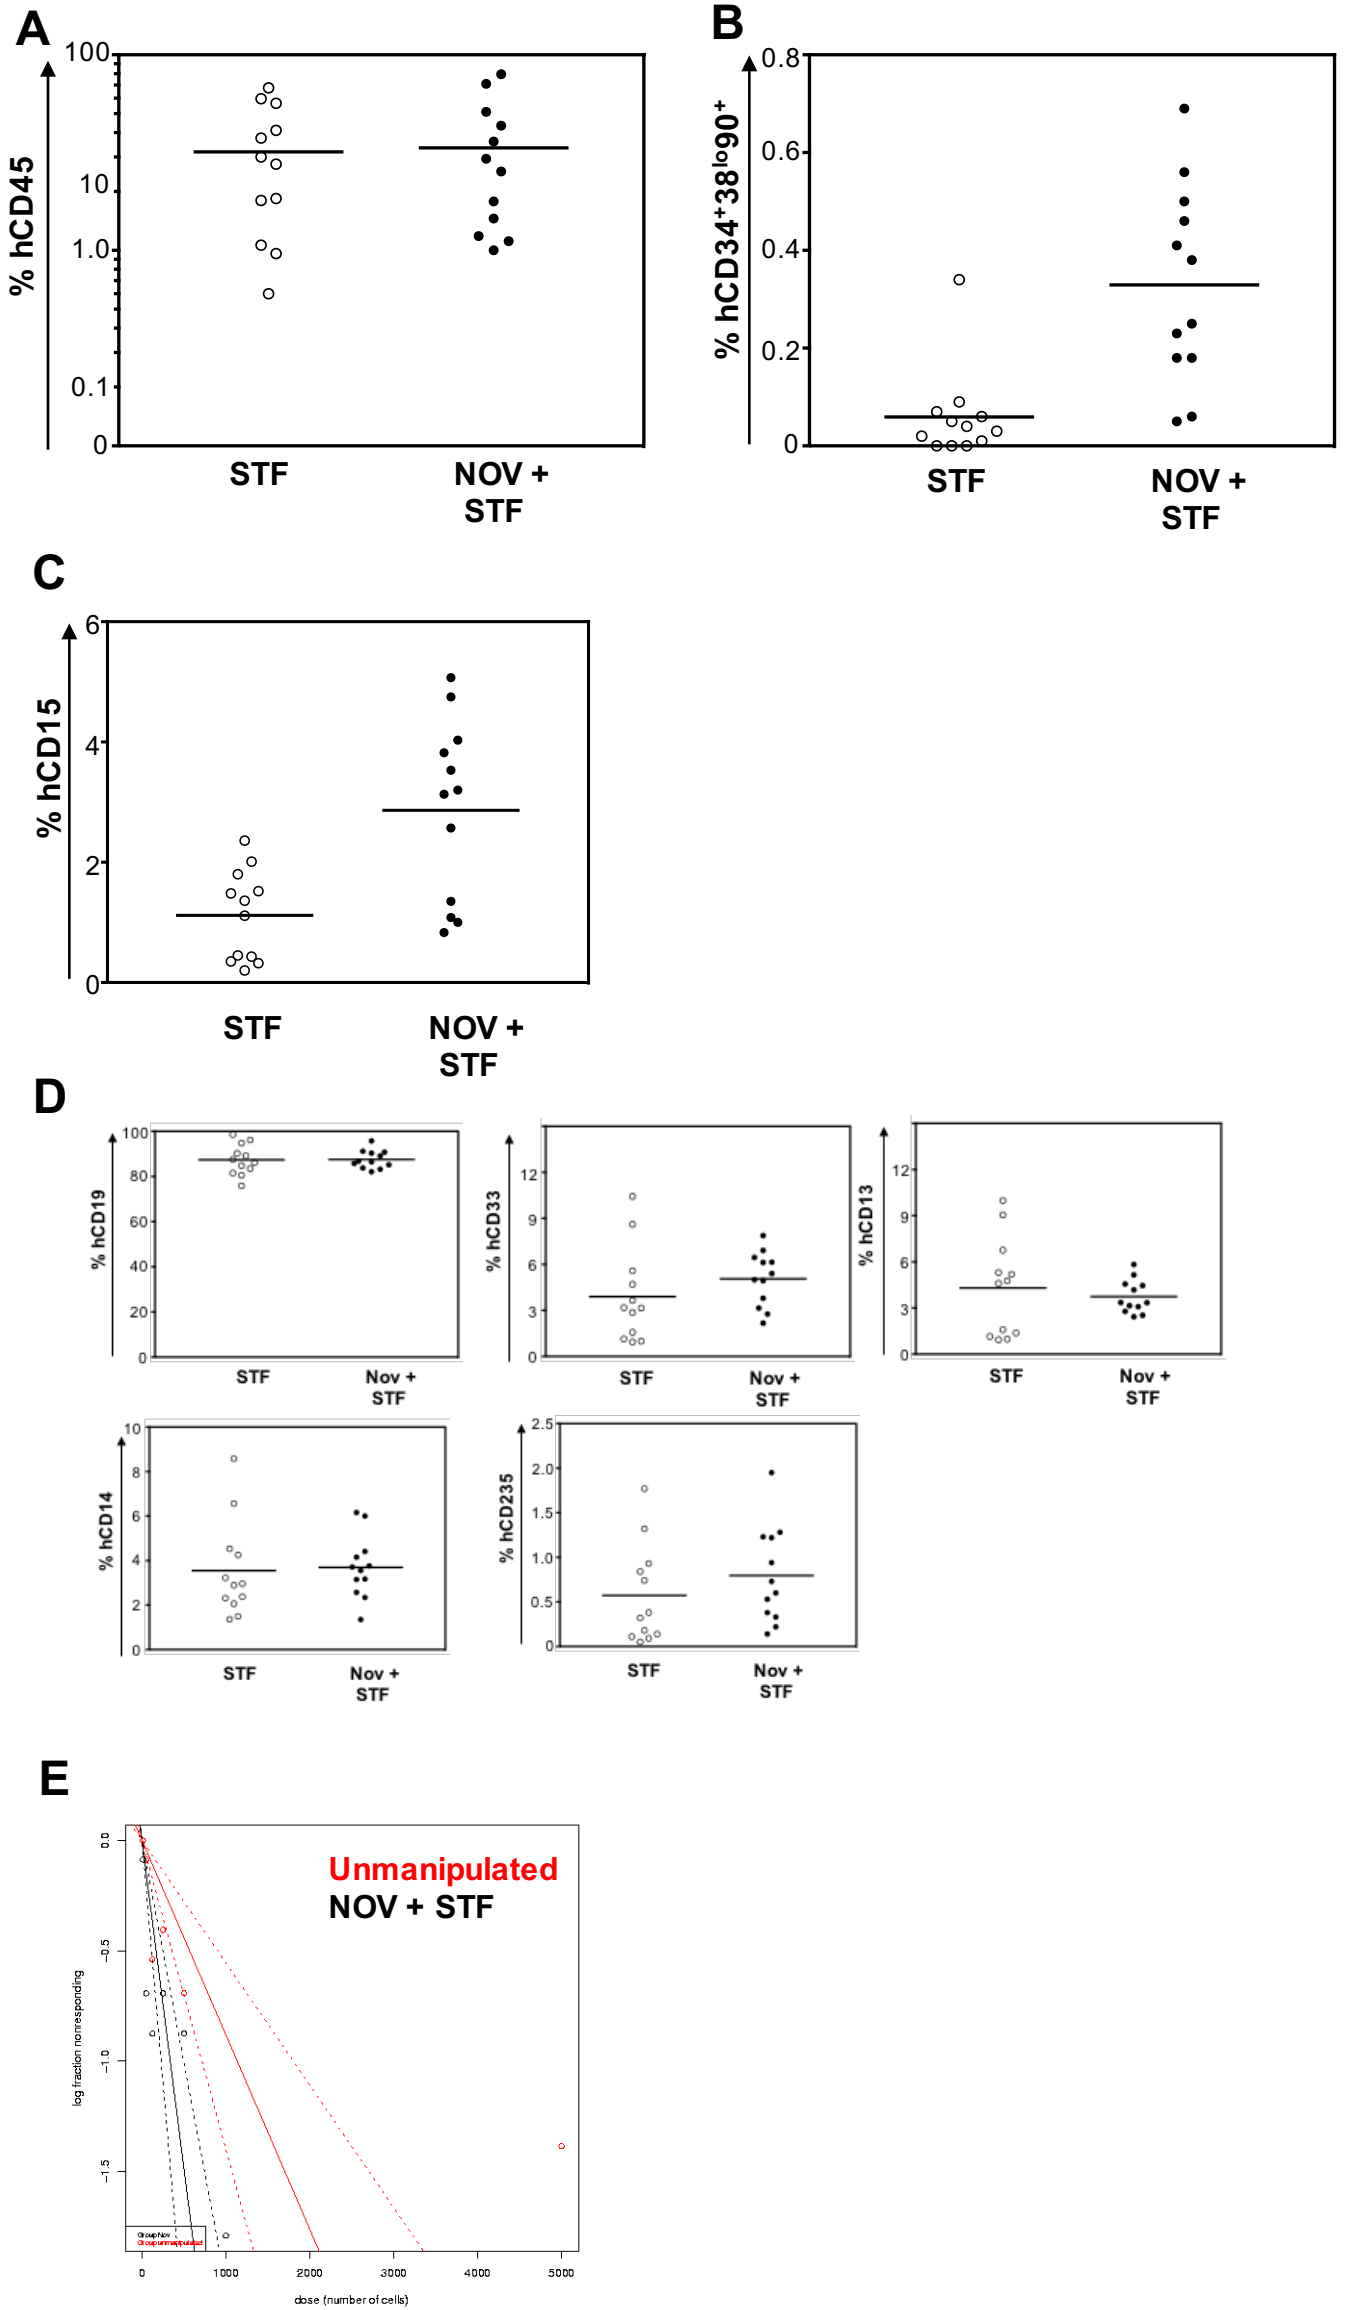 A
% hCD45
100
10
1.0
0.1
0
STF
NOV +
STF
B
% hCD34+38lo90+
0.8
0.6
0.4
0.2
0
STF
NOV +
STF
C
% hCD15
6
4
2
0
STF
NOV +
STF
D
% hCD19
100
80
60
40
20
0
STF
Nov +
STF
% hCD33
12
9
6
3
0
STF
Nov +
STF
% hCD13
12
9
6
3
0
STF
Nov +
STF
% hCD14
10
8
6
4
2
0
STF
Nov +
STF
% hCD235
2.5
2.0
1.5
1.0
0.5
0
STF
Nov +
STF
E
Unmanipulated
NOV + STF
log fraction nonresponding
0.0
−0.5
−1.0
−1.5
Group Nov
Group unmanipulated
0 1000 2000 3000 4000 5000
dose (number of cells)